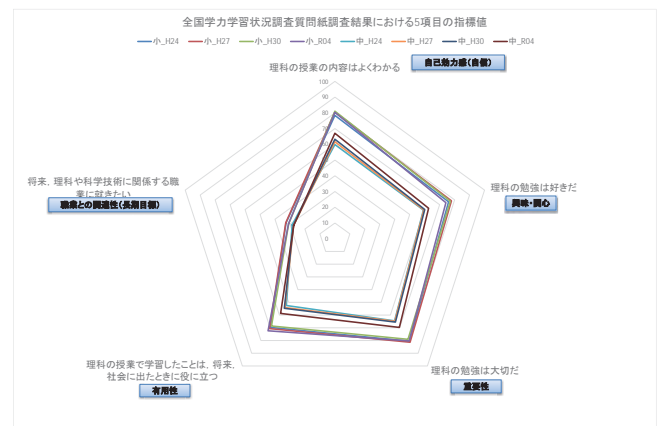 全国学力学習状況調査質問紙調査結果における5項目の指標値
小_H24 小_H27 小_H30 小_R04 中_H24 中_H27 中_H30 中_R04
理科の授業の内容はよくわかる
自己効力感(自信)
100
90
80
70
60
50
40
30
20
10
0
将来，理科や科学技術に関係する職
業に就きたい
職業との関連性(長期目標)
理科の勉強は好きだ
興味・関心
理科の授業で学習したことは，将来，
社会に出たときに役に立つ
有用性
理科の勉強は大切だ
重要性